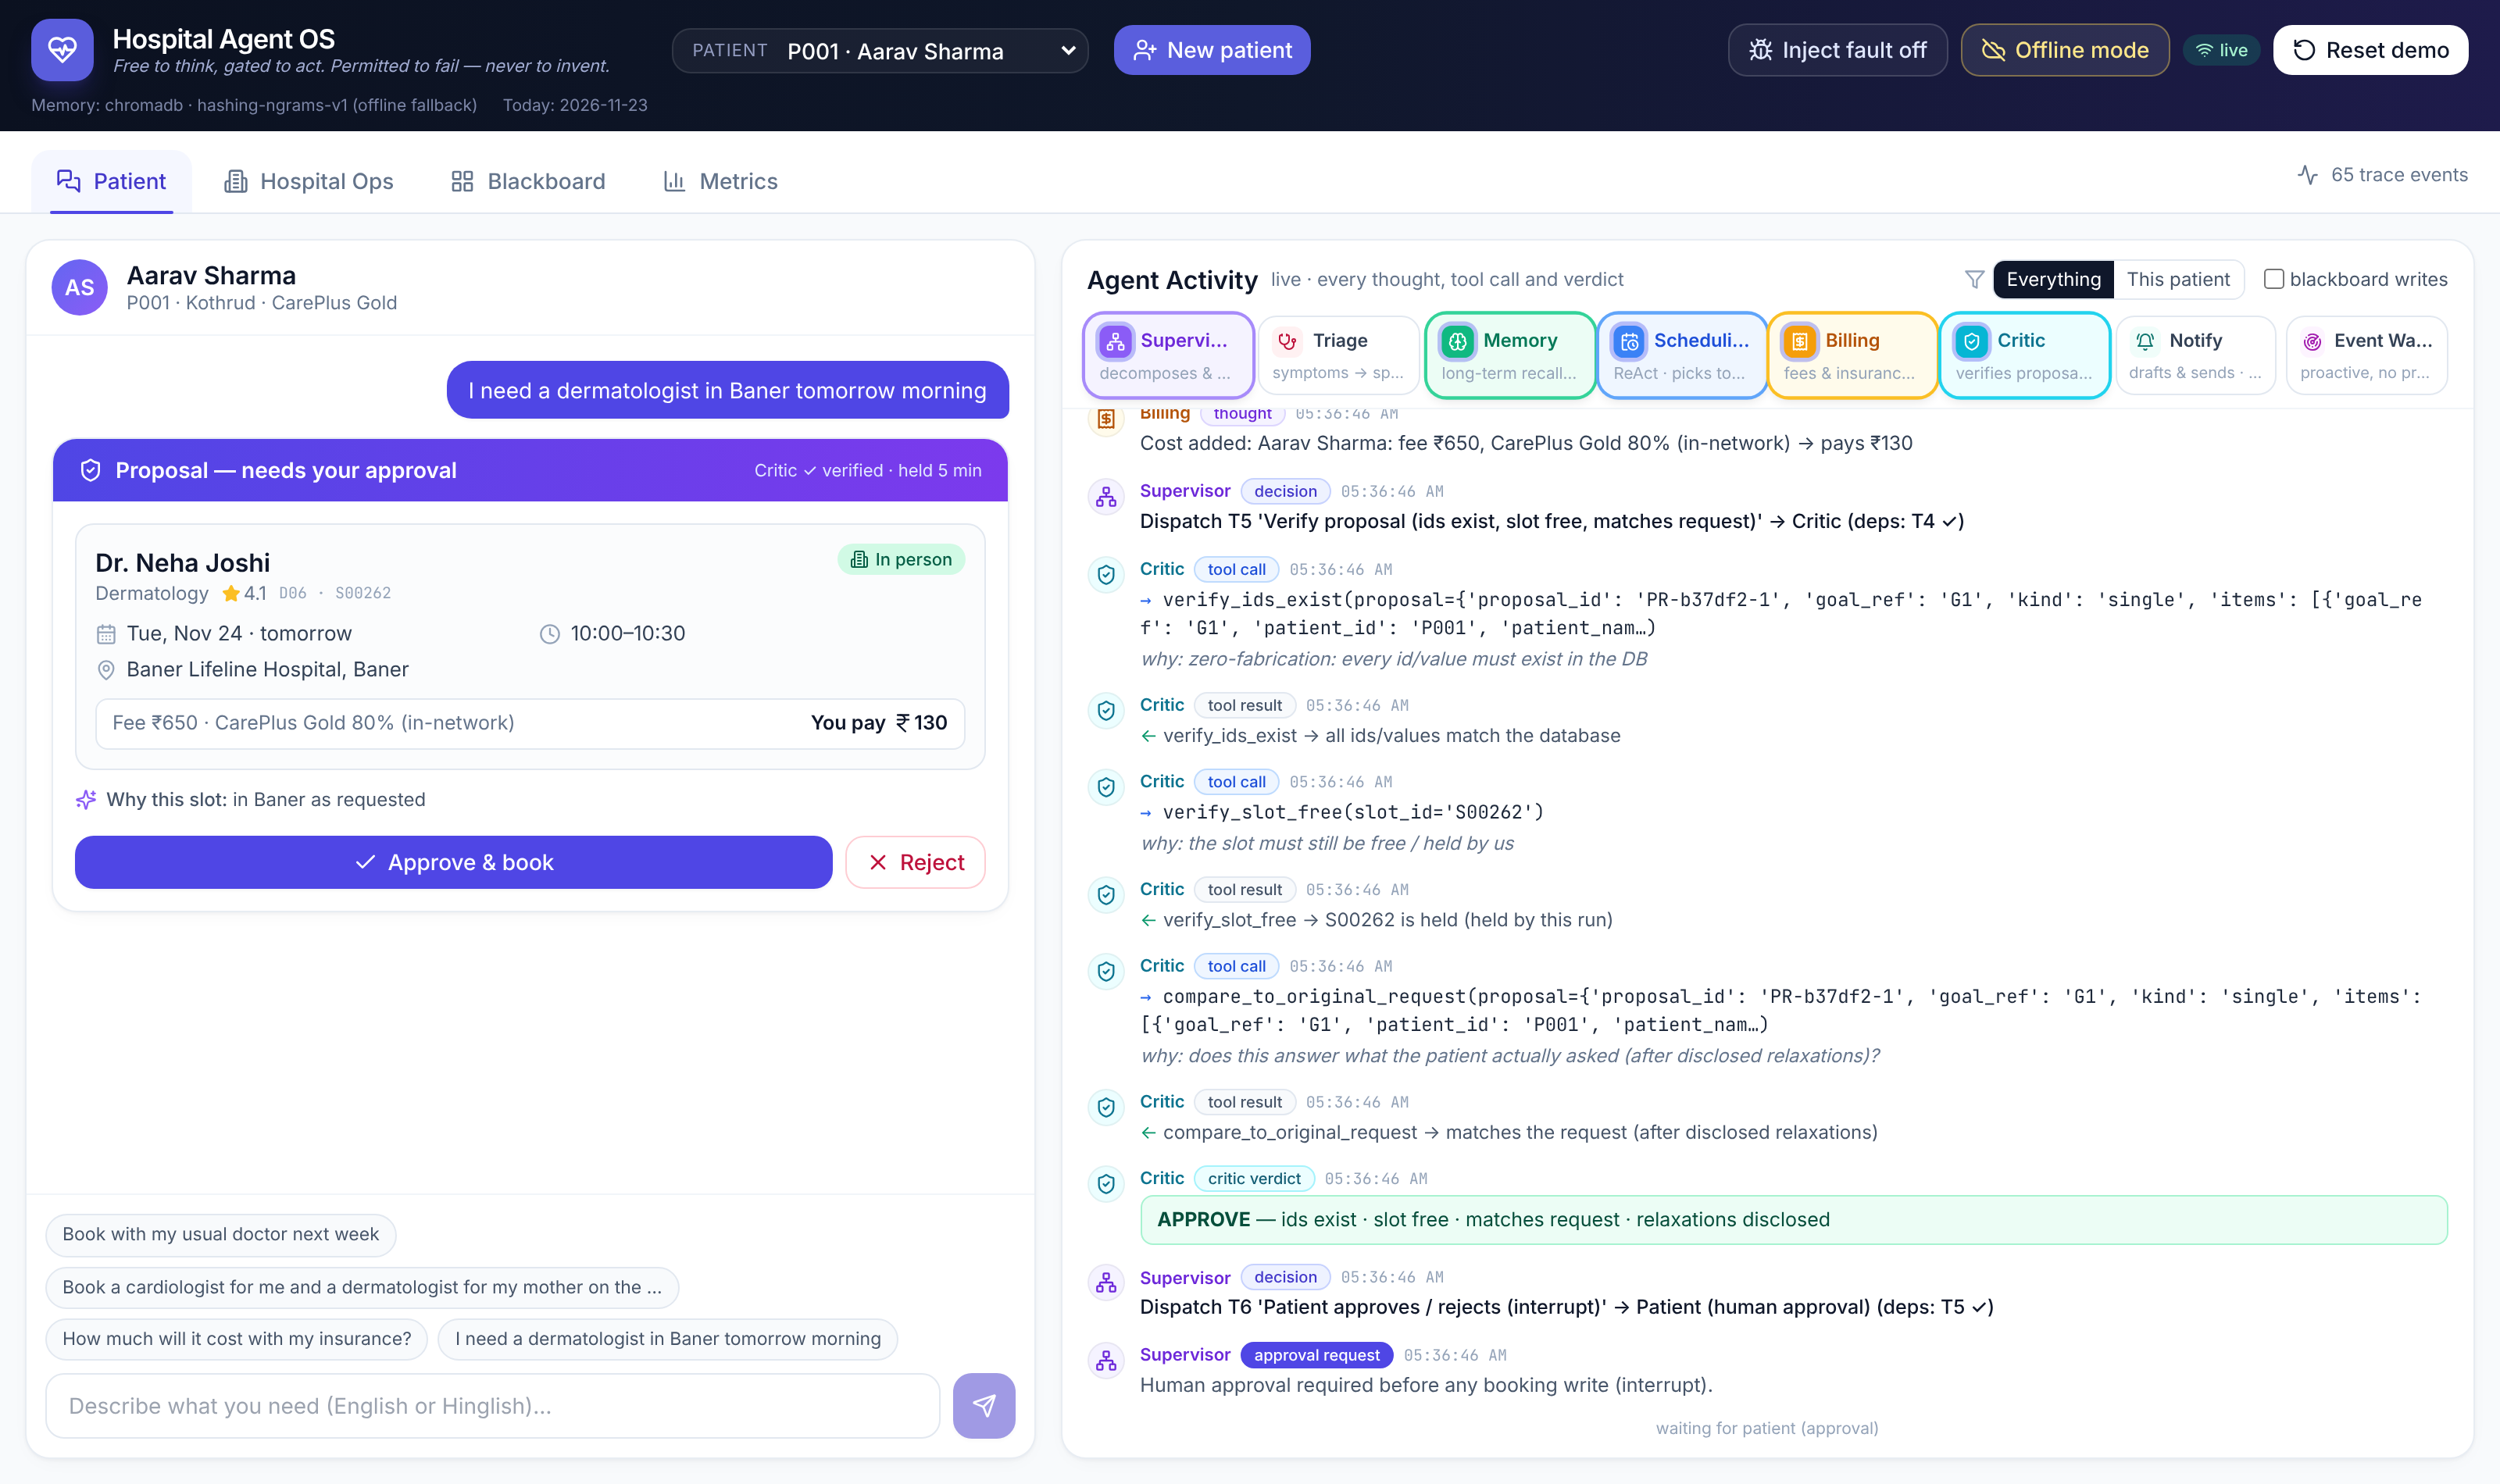 Hospital Agent OS
Free to think, gated to act. Permitted to fail — never to invent.
Memory: chromadb · hashing-ngrams-v1 (offline fallback) Today: 2026-11-23
PATIENT P001 · Aarav Sharma
New patient
Inject fault off
Offline mode
live
Reset demo
Patient
Hospital Ops
Blackboard
Metrics
65 trace events
AS
Aarav Sharma
P001 · Kothrud · CarePlus Gold
I need a dermatologist in Baner tomorrow morning
Proposal — needs your approval
Critic ✓ verified · held 5 min
Dr. Neha Joshi
In person
Dermatology 4.1 D06 · S00262
Tue, Nov 24 · tomorrow
10:00–10:30
Baner Lifeline Hospital, Baner
Fee ₹650 · CarePlus Gold 80% (in-network)
You pay ₹130
Why this slot: in Baner as requested
Approve & book
Reject
Book with my usual doctor next week
Book a cardiologist for me and a dermatologist for my mother on the ...
How much will it cost with my insurance?
I need a dermatologist in Baner tomorrow morning
Describe what you need (English or Hinglish)...
Agent Activity live · every thought, tool call and verdict
Everything
This patient
blackboard writes
Supervi...
decomposes & ...
Triage
symptoms → sp...
Memory
long-term recall...
Scheduli...
ReAct · picks to...
Billing
fees & insuranc...
Critic
verifies proposa...
Notify
drafts & sends · ...
Event Wa...
proactive, no pr...
Billing thought 05:36:46 AM
Cost added: Aarav Sharma: fee ₹650, CarePlus Gold 80% (in-network) → pays ₹130
Supervisor decision 05:36:46 AM
Dispatch T5 'Verify proposal (ids exist, slot free, matches request)' → Critic (deps: T4 ✓)
Critic tool call 05:36:46 AM
→ verify_ids_exist(proposal={'proposal_id': 'PR-b37df2-1', 'goal_ref': 'G1', 'kind': 'single', 'items': [{'goal_re
f': 'G1', 'patient_id': 'P001', 'patient_nam…)
why: zero-fabrication: every id/value must exist in the DB
Critic tool result 05:36:46 AM
← verify_ids_exist → all ids/values match the database
Critic tool call 05:36:46 AM
→ verify_slot_free(slot_id='S00262')
why: the slot must still be free / held by us
Critic tool result 05:36:46 AM
← verify_slot_free → S00262 is held (held by this run)
Critic tool call 05:36:46 AM
→ compare_to_original_request(proposal={'proposal_id': 'PR-b37df2-1', 'goal_ref': 'G1', 'kind': 'single', 'items':
[{'goal_ref': 'G1', 'patient_id': 'P001', 'patient_nam…)
why: does this answer what the patient actually asked (after disclosed relaxations)?
Critic tool result 05:36:46 AM
← compare_to_original_request → matches the request (after disclosed relaxations)
Critic critic verdict 05:36:46 AM
APPROVE — ids exist · slot free · matches request · relaxations disclosed
Supervisor decision 05:36:46 AM
Dispatch T6 'Patient approves / rejects (interrupt)' → Patient (human approval) (deps: T5 ✓)
Supervisor approval request 05:36:46 AM
Human approval required before any booking write (interrupt).
waiting for patient (approval)